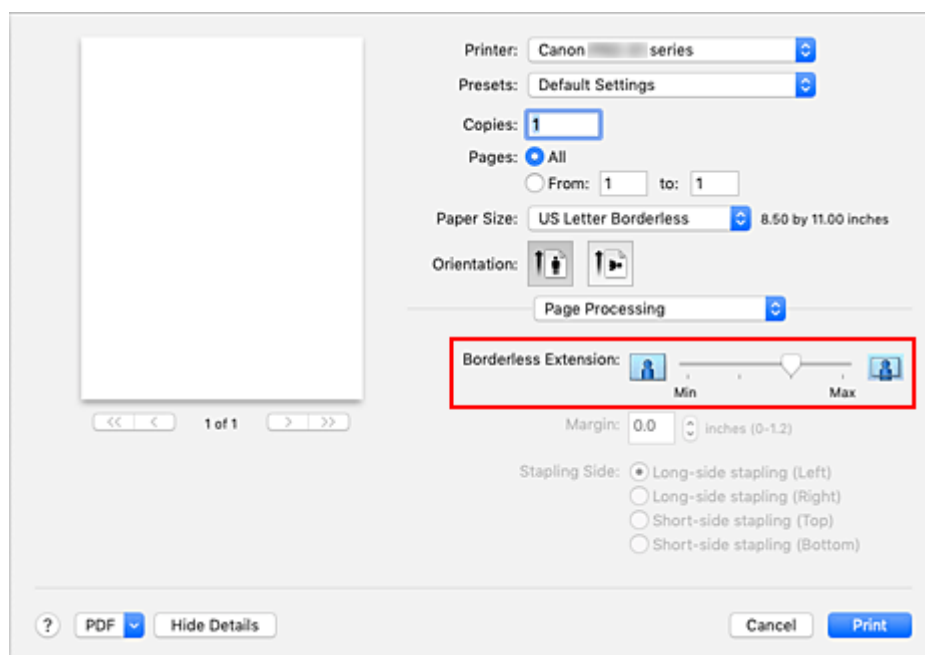 Printer: Canon series
Presets: Default Settings
Copies: 1
Pages: All
From: 1 to: 1
Paper Size: US Letter Borderless 8.50 by 11.00 inches
Orientation:
Page Processing
Borderless Extension:
Min Max
<< < 1 of 1 > >>
Margin: 0.0 inches (0-1.2)
Stapling Side: Long-side stapling (Left)
Long-side stapling (Right)
Short-side stapling (Top)
Short-side stapling (Bottom)
? PDF Hide Details Cancel Print